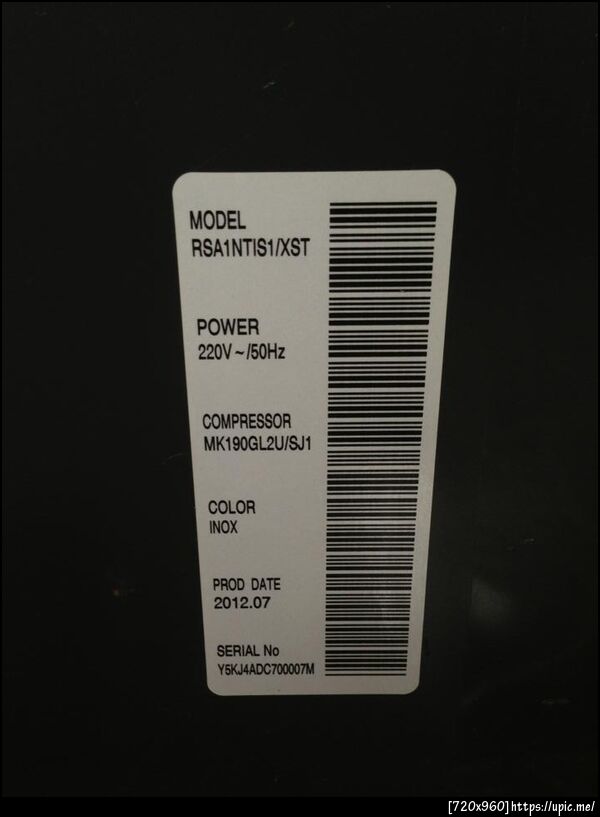 MODEL
RSA1NTIS1/XST
POWER
220V~/50Hz
COMPRESSOR
MK190GL2U/SJ1
COLOR
INOX
PROD DATE
2012.07
SERIAL No
Y5KJ4ADC700007M
[720x960]https://upic.me/